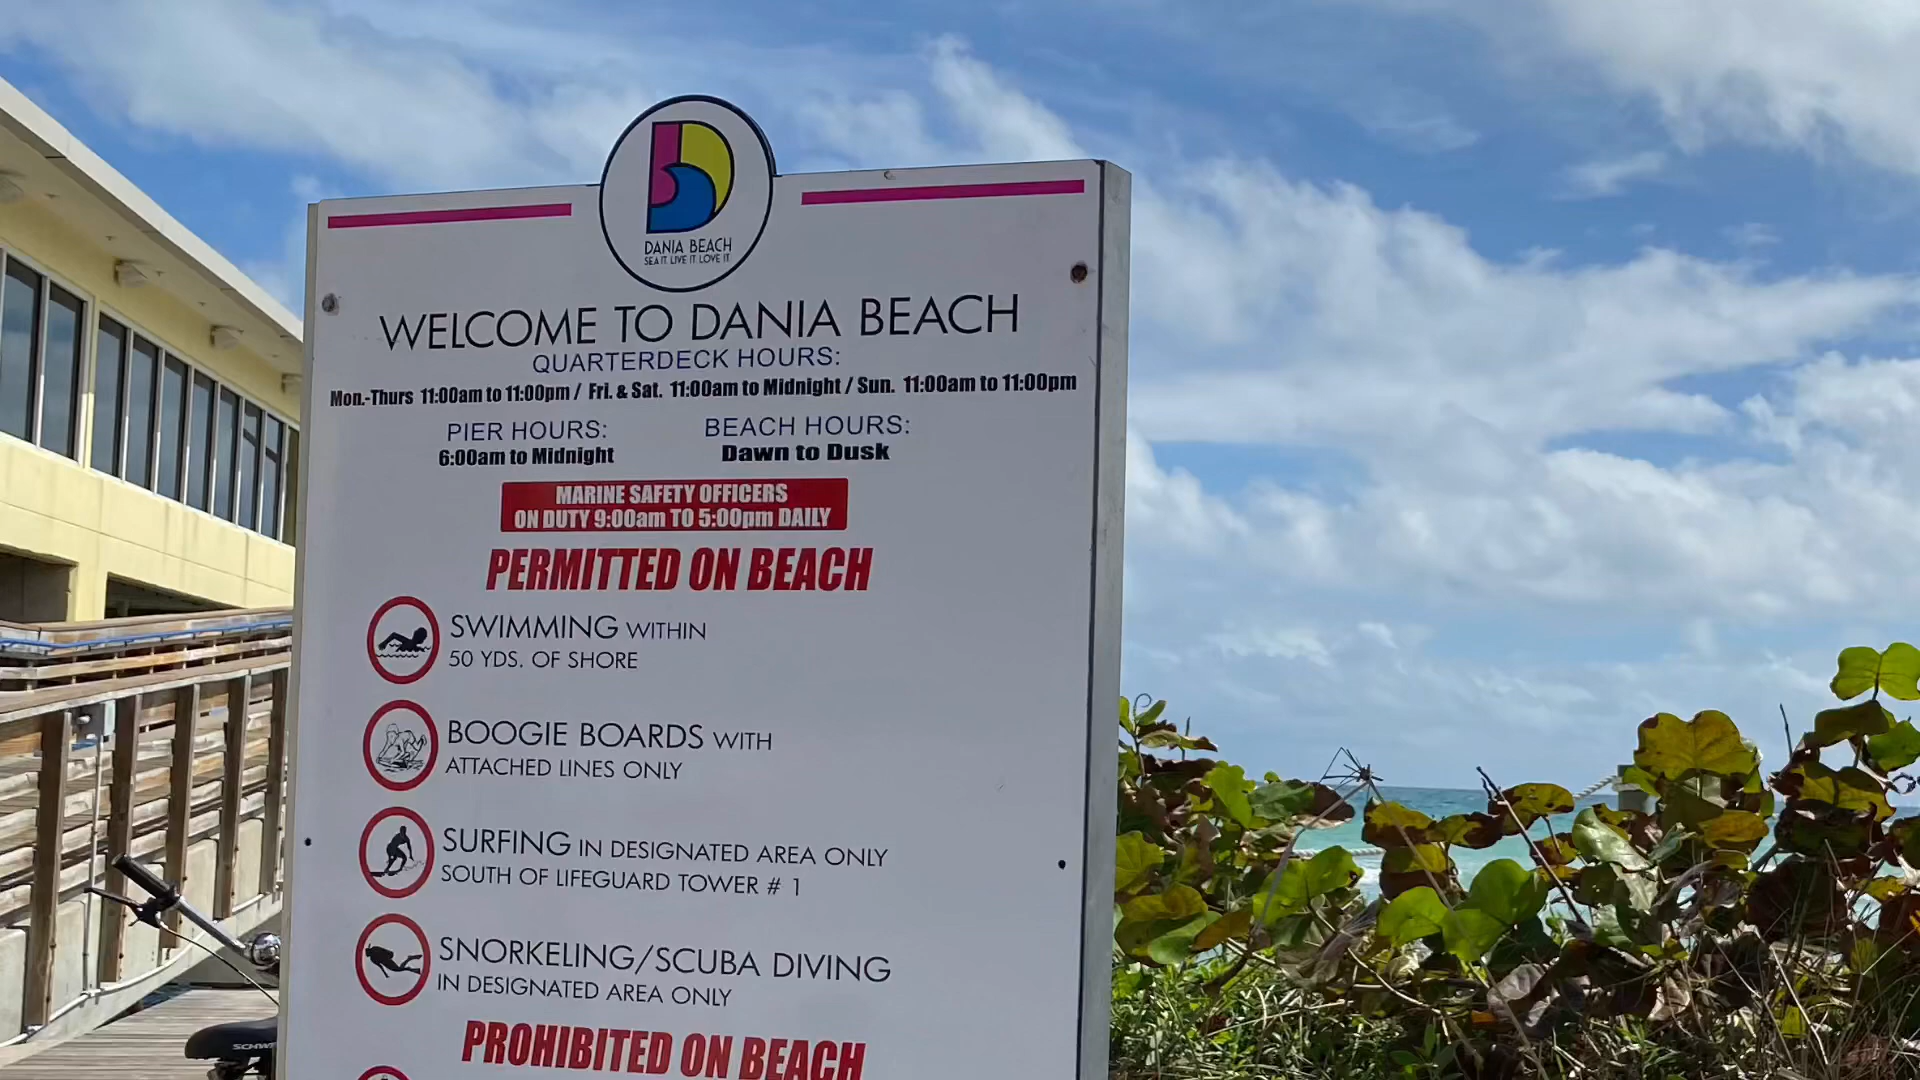 DANIA BEACH
SEA IT. LIVE IT. LOVE IT.
WELCOME TO DANIA BEACH
QUARTERDECK HOURS:
Mon.-Thurs 11:00am to 11:00pm / Fri. & Sat. 11:00am to Midnight / Sun. 11:00am to 11:00pm
PIER HOURS: BEACH HOURS:
6:00am to Midnight Dawn to Dusk
MARINE SAFETY OFFICERS
ON DUTY 9:00am TO 5:00pm DAILY
PERMITTED ON BEACH
SWIMMING WITHIN
50 YDS. OF SHORE
BOOGIE BOARDS WITH
ATTACHED LINES ONLY
SURFING IN DESIGNATED AREA ONLY
SOUTH OF LIFEGUARD TOWER # 1
SNORKELING/SCUBA DIVING
IN DESIGNATED AREA ONLY
PROHIBITED ON BEACH